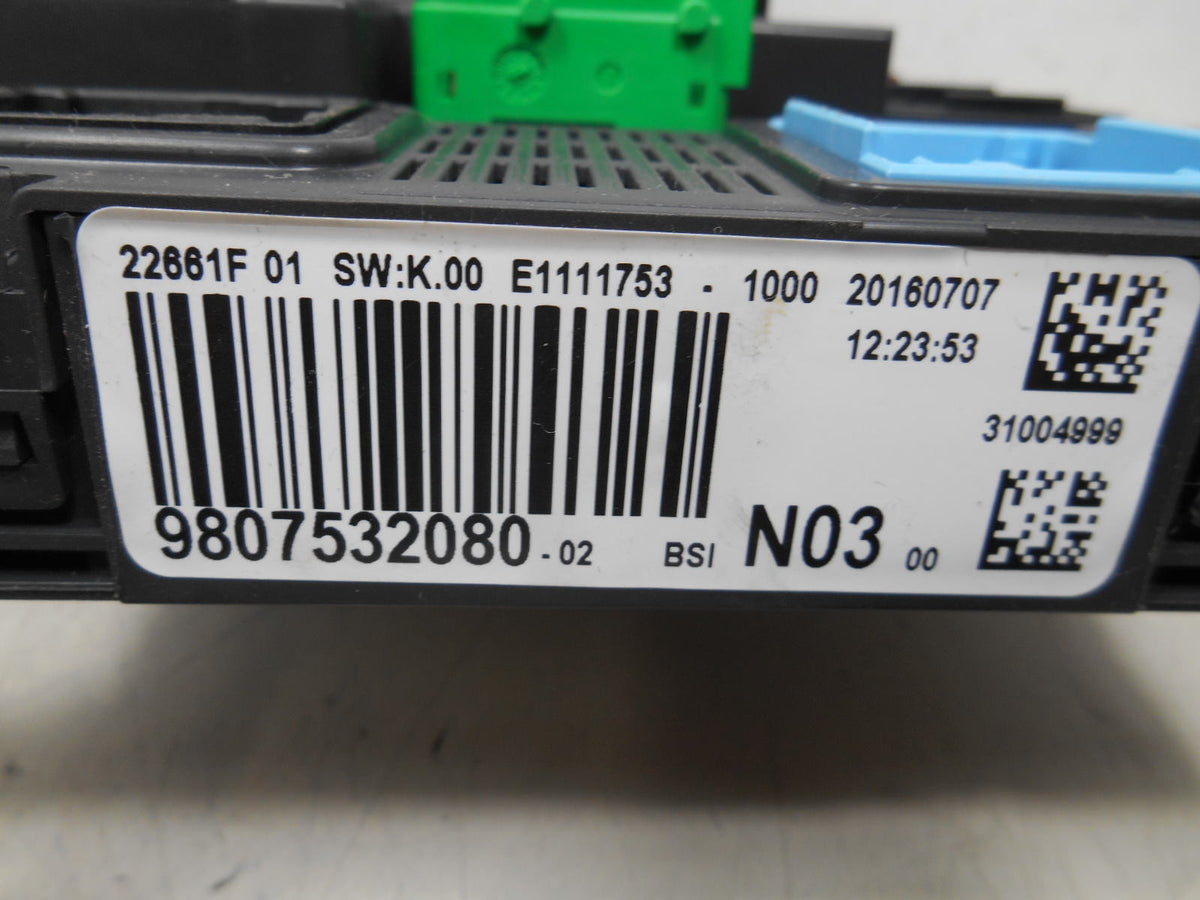 22661F 01 SW:K.00 E1111753 - 1000 20160707
12:23:53
31004999
9807532080 - 02 BSI N03 00